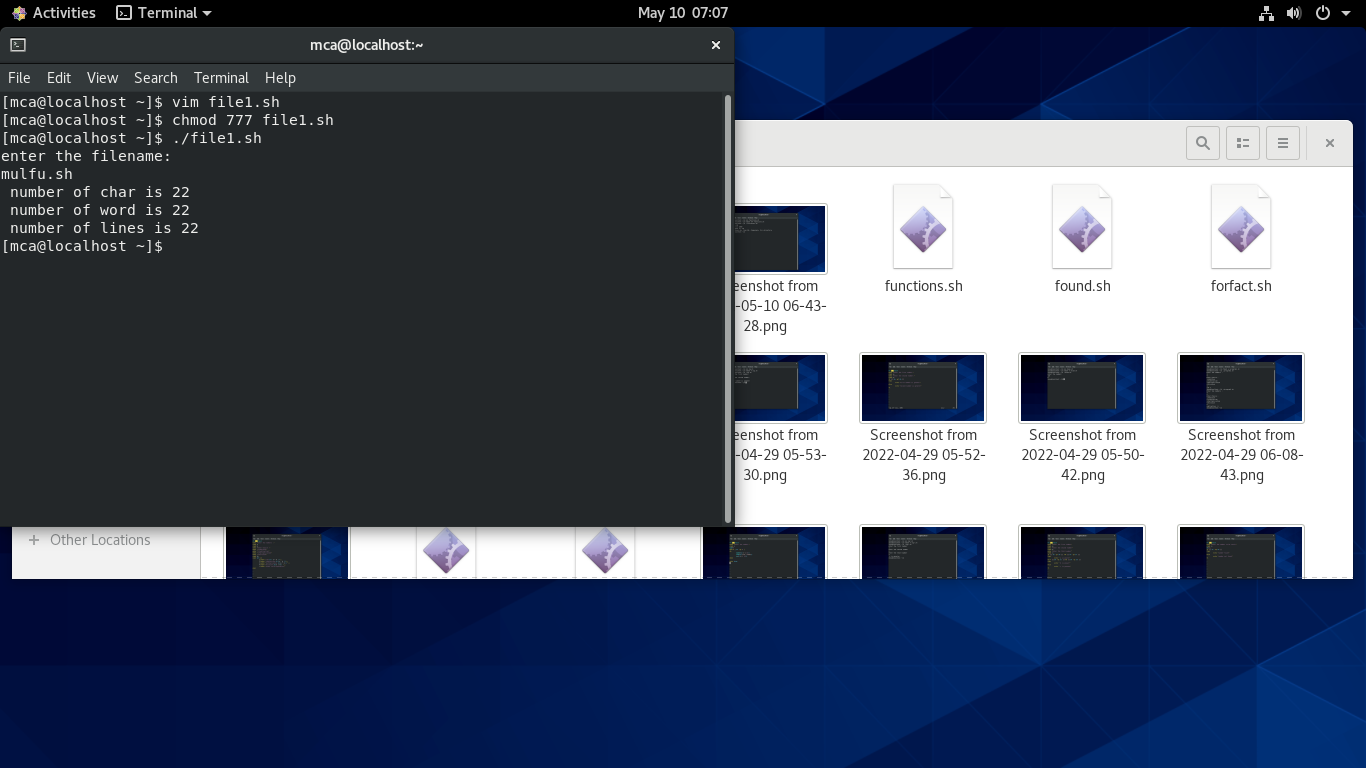 Activities
Terminal
May 10 07:07
mca@localhost:~
File Edit View Search Terminal Help
[mca@localhost ~]$ vim file1.sh
[mca@localhost ~]$ chmod 777 file1.sh
[mca@localhost ~]$ ./file1.sh
enter the filename:
mulfu.sh
 number of char is 22
 number of word is 22
 number of lines is 22
[mca@localhost ~]$
eenshot from
-05-10 06-43-
28.png
functions.sh
found.sh
forfact.sh
eenshot from
-04-29 05-53-
30.png
Screenshot from
2022-04-29 05-52-
36.png
Screenshot from
2022-04-29 05-50-
42.png
Screenshot from
2022-04-29 06-08-
43.png
Other Locations